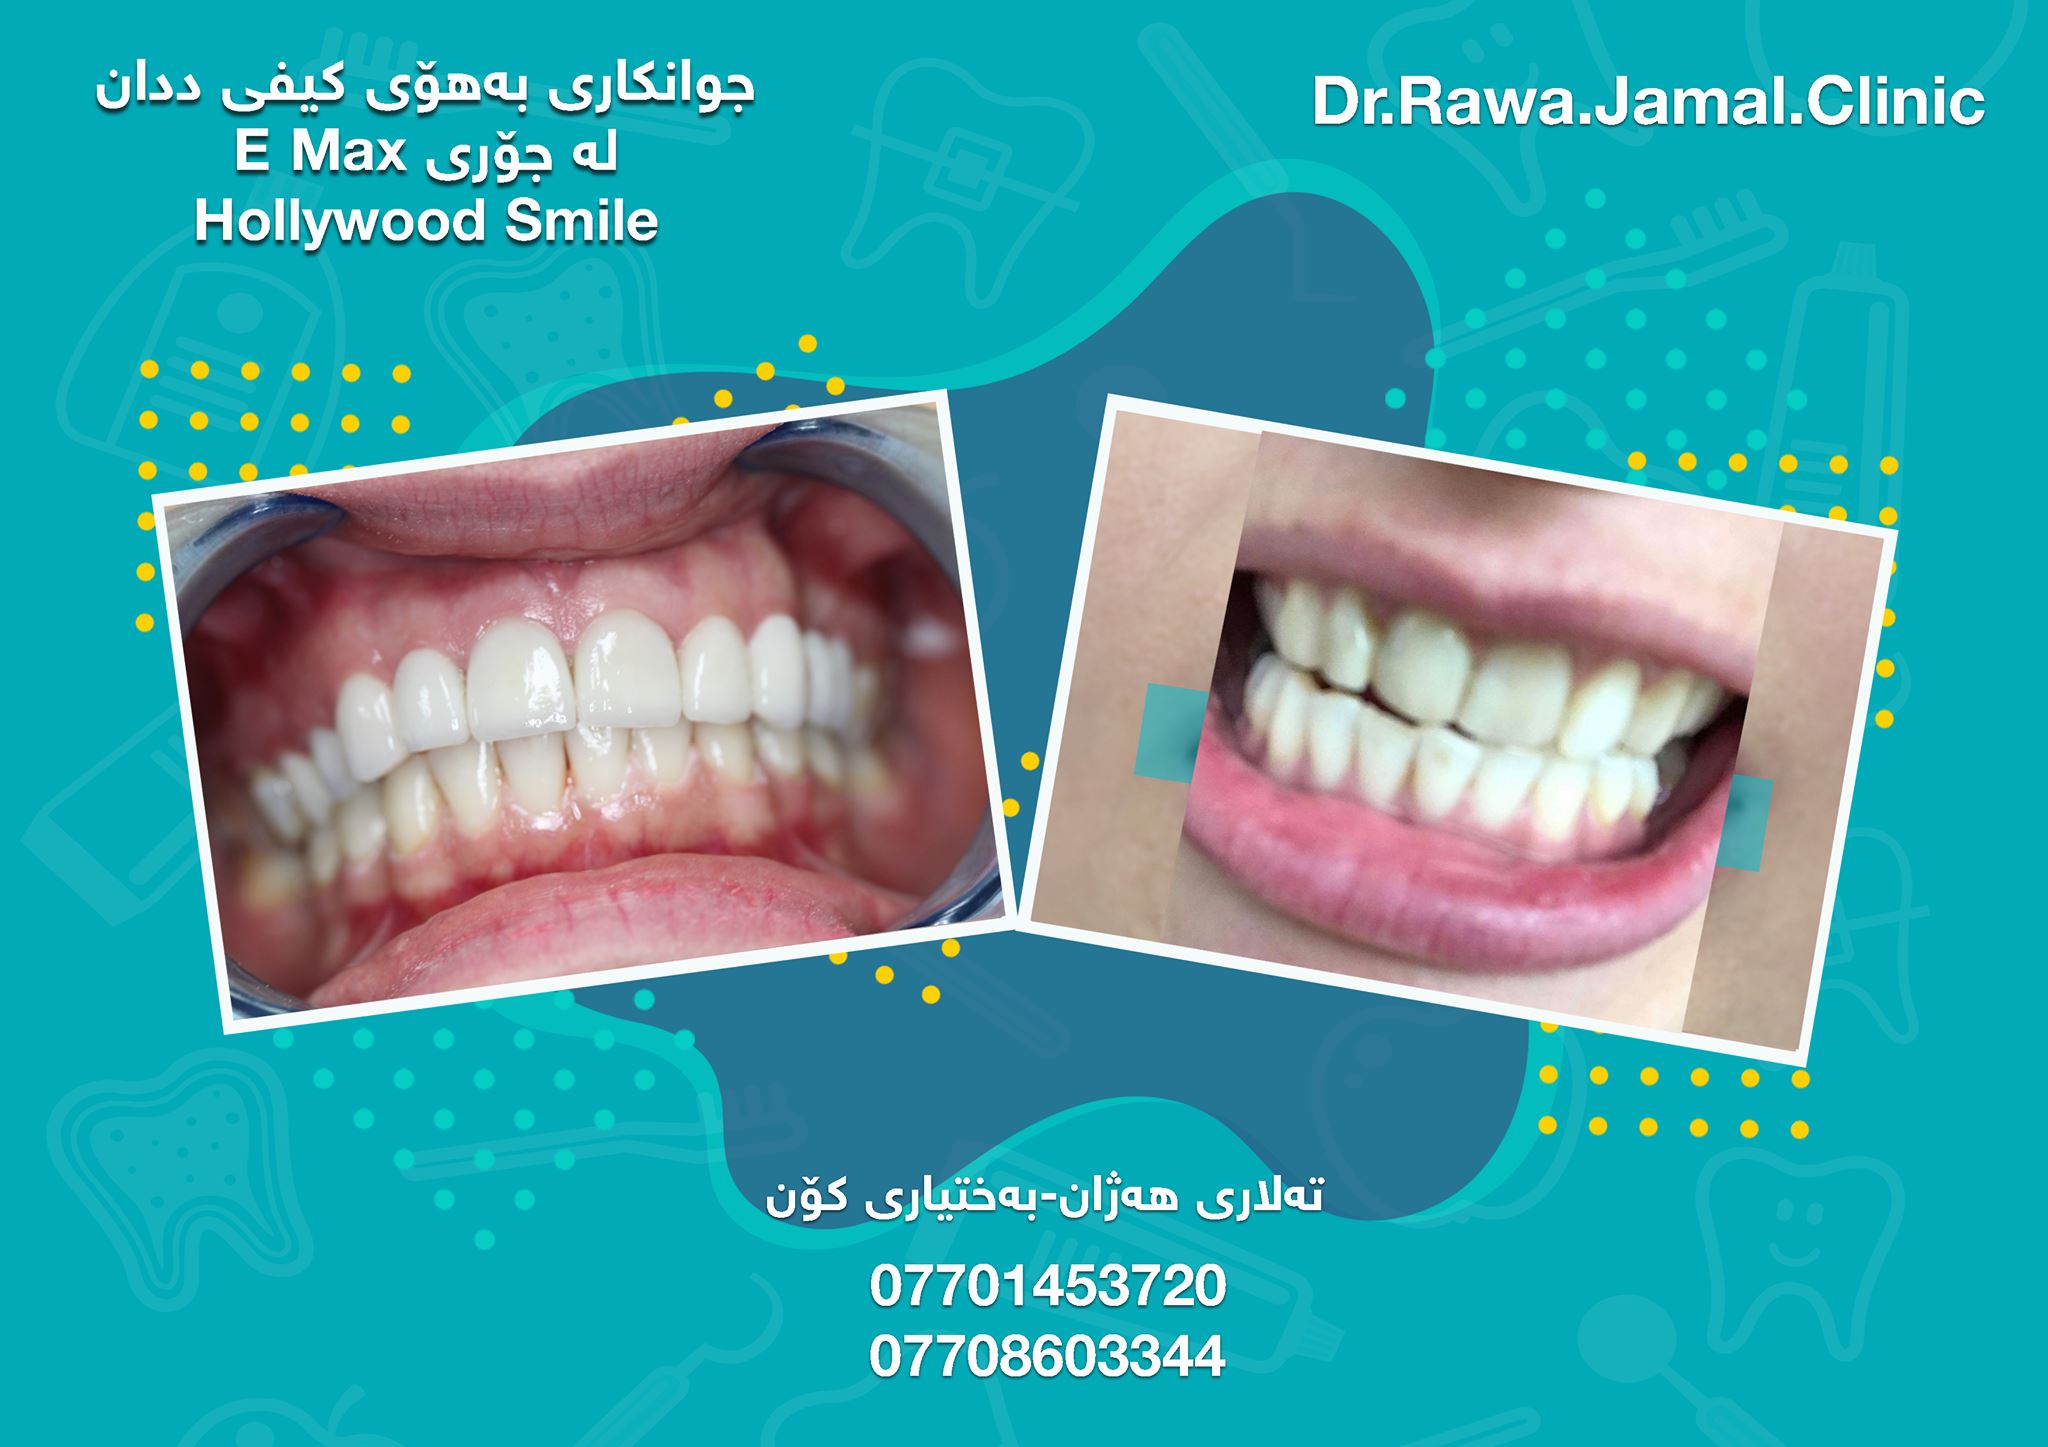 جوانکاری بەهۆی کیفی ددان
لە جۆری E Max
Hollywood Smile
Dr.Rawa.Jamal.Clinic
تەلاری هەژان-بەختیاری کۆن
07701453720
07708603344